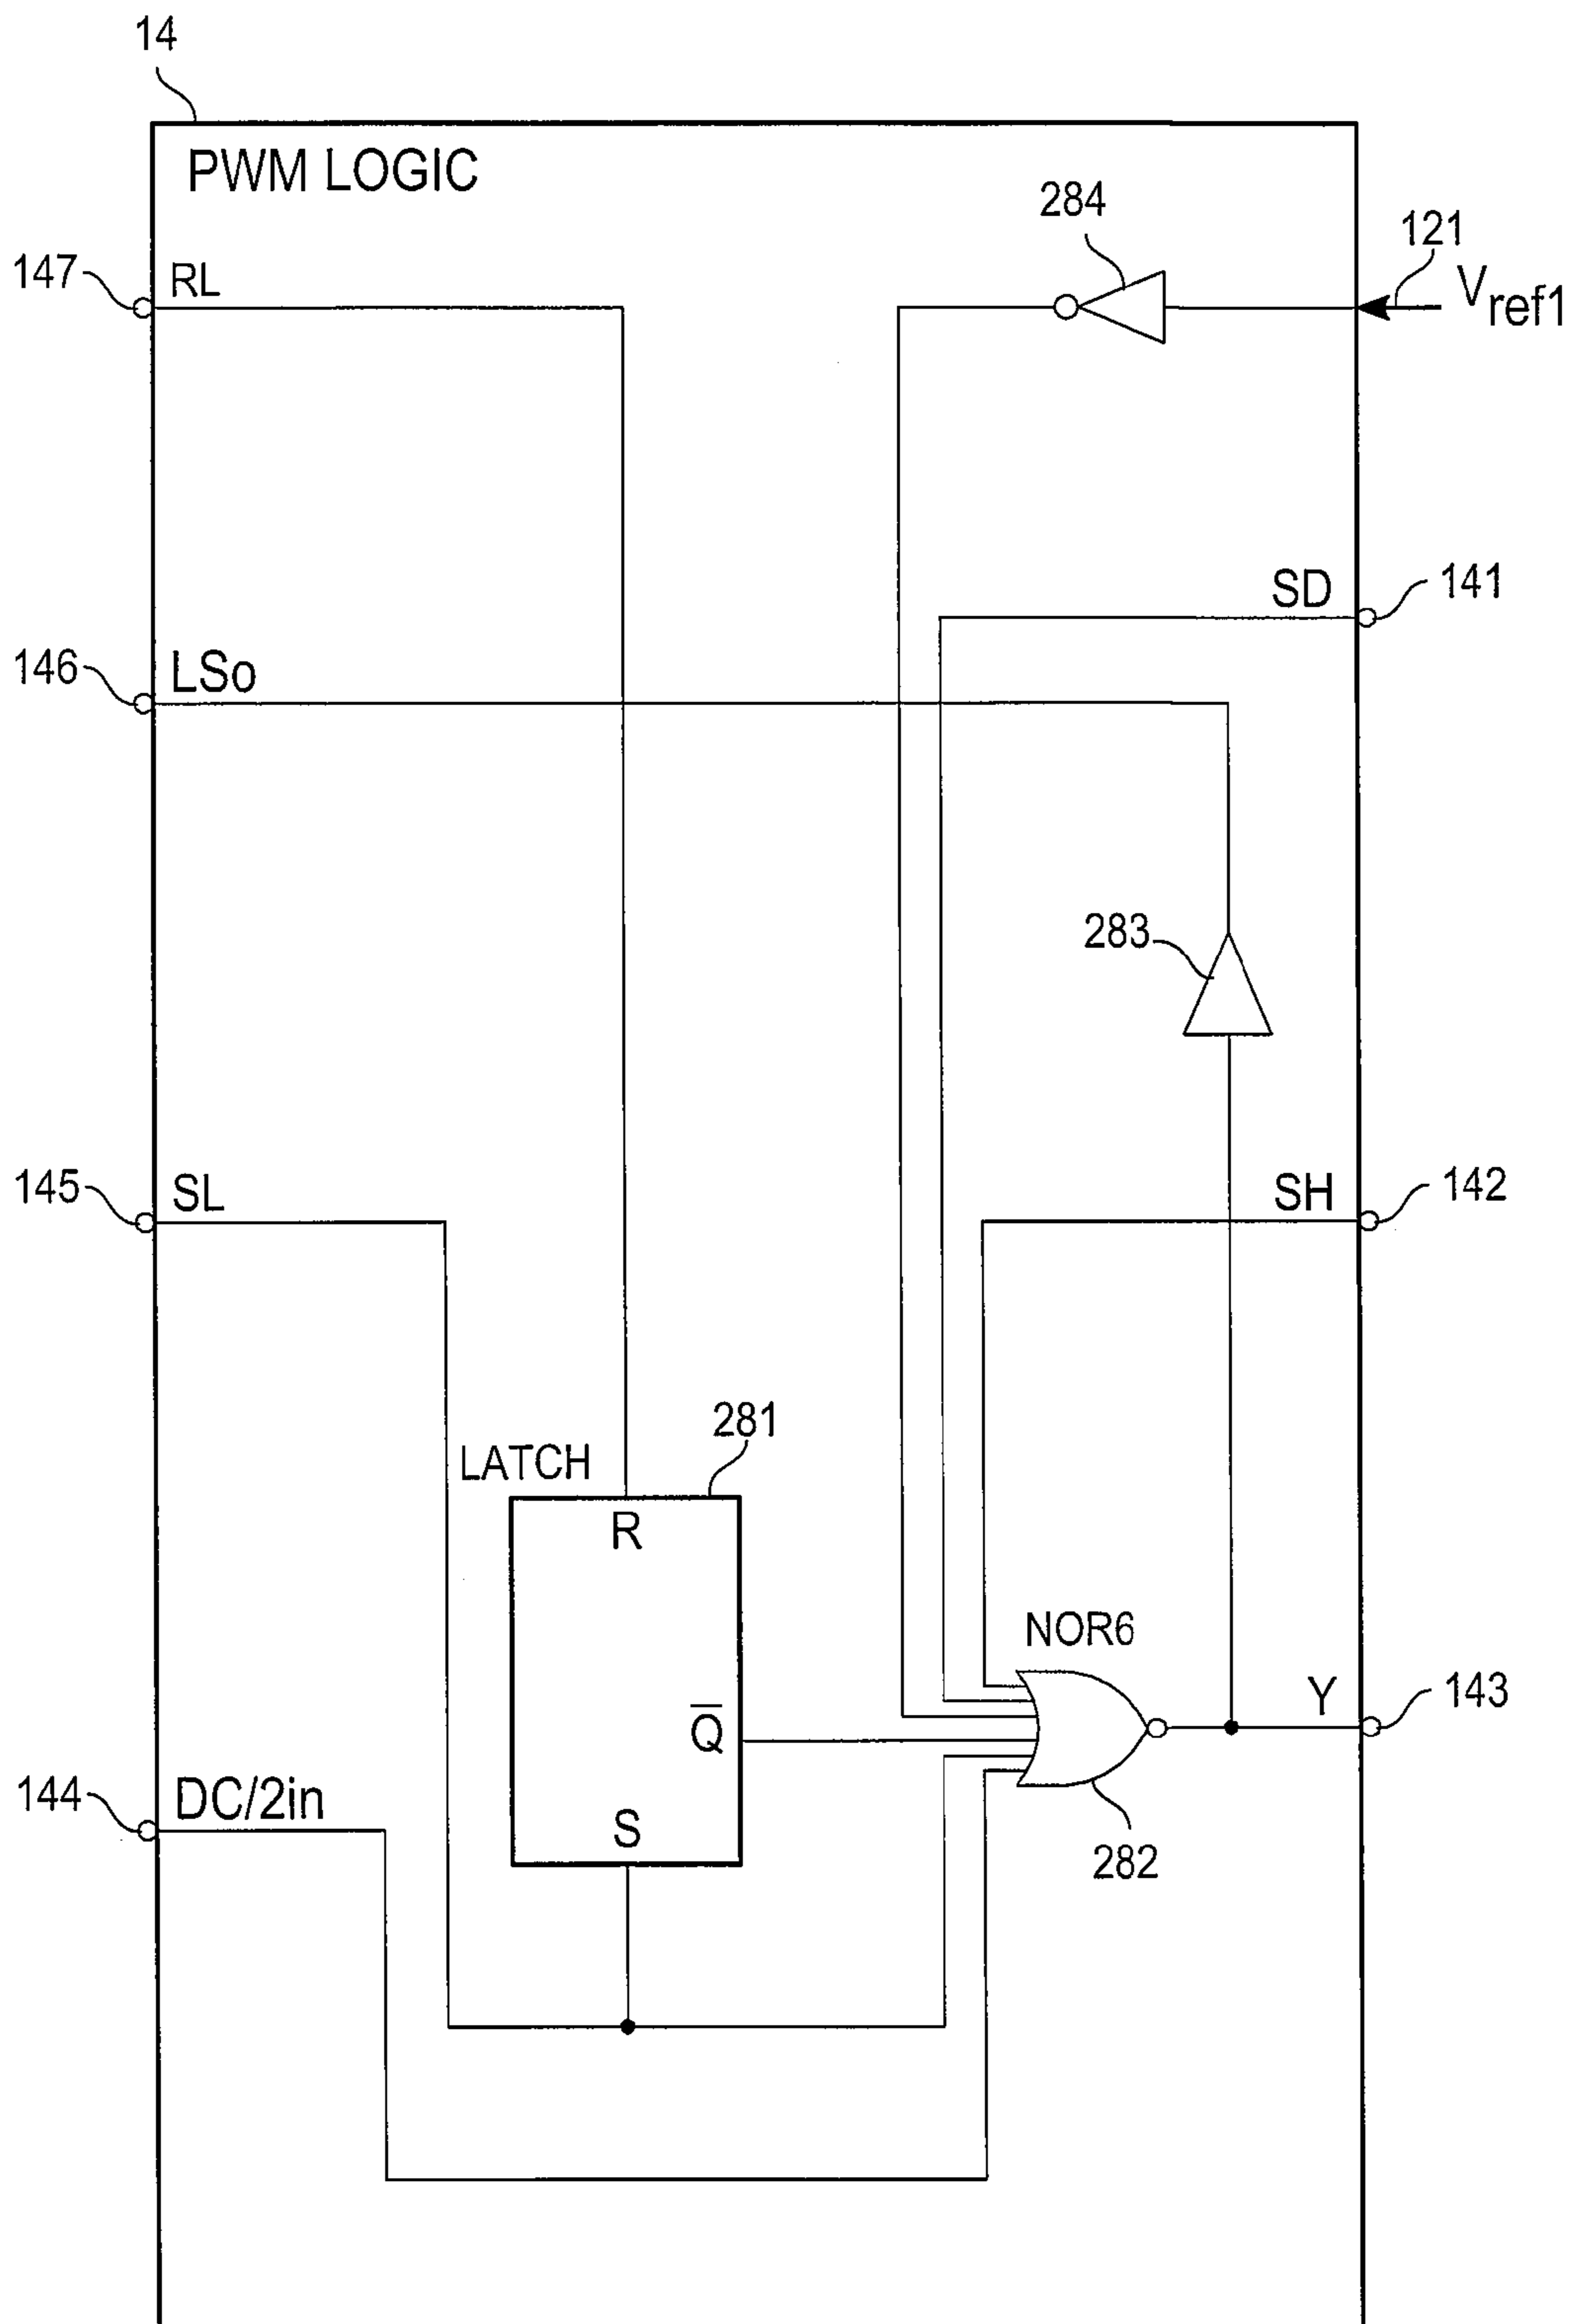 14
PWM LOGIC
284
121
147
RL
Vref1
SD
141
146
LSo
283
145
SL
SH
142
281
LATCH
R
NOR6
Q̅
Y
143
144
DC/2in
S
282